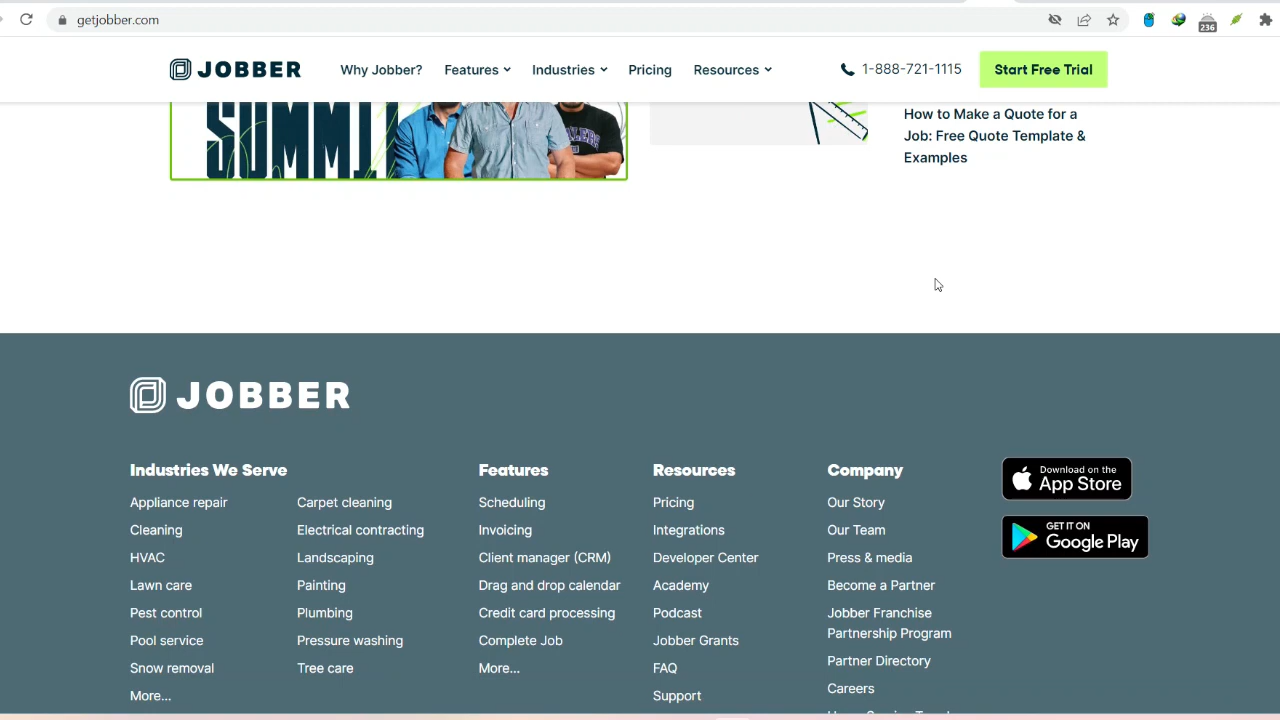 getjobber.com
236
JOBBER
Why Jobber?
Features
Industries
Pricing
Resources
1-888-721-1115
Start Free Trial
SUMMIT
How to Make a Quote for a
Job: Free Quote Template &
Examples
JOBBER
Industries We Serve
Appliance repair
Cleaning
HVAC
Lawn care
Pest control
Pool service
Snow removal
More...
Carpet cleaning
Electrical contracting
Landscaping
Painting
Plumbing
Pressure washing
Tree care
Features
Scheduling
Invoicing
Client manager (CRM)
Drag and drop calendar
Credit card processing
Complete Job
More...
Resources
Pricing
Integrations
Developer Center
Academy
Podcast
Jobber Grants
FAQ
Support
Company
Our Story
Our Team
Press & media
Become a Partner
Jobber Franchise
Partnership Program
Partner Directory
Careers
Download on the
App Store
GET IT ON
Google Play